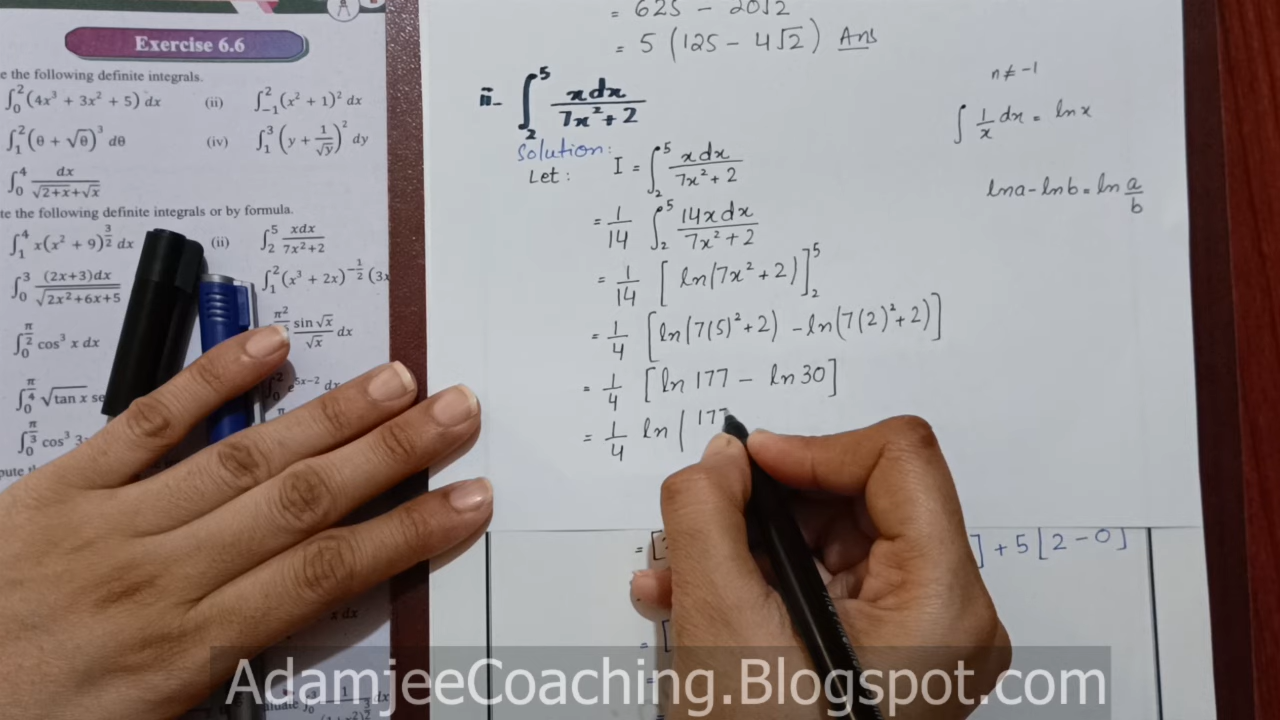 Exercise 6.6
e the following definite integrals.
∫₀² (4x³ + 3x² + 5) dx (ii) ∫₋₁² (x² + 1)² dx
∫₁² (θ + √θ)³ dθ (iv) ∫₁³ (y + 1/√y)² dy
∫₀⁴ dx/(√2+x + √x)
te the following definite integrals or by formula.
∫₁⁴ x(x² + 9)^(3/2) dx (ii) ∫₂⁵ xdx/(7x²+2)
∫₀³ (2x+3)dx/√(2x²+6x+5) ∫₁² (x³ + 2x)^(-1/2) (3x
∫₀^(π/2) cos³ x dx sin √x/√x dx
∫₀^(π/4) √tan x se e^(5x−2) dx
∫₀^(π/3) cos³ 3
pute
x dx
= 625 - 20√2
= 5 (125 - 4√2) Ans
ii- ∫₂⁵ xdx/(7x²+2)
Solution:
Let: I = ∫₂⁵ xdx/(7x²+2)
= 1/14 ∫₂⁵ 14xdx/(7x²+2)
= 1/14 [ ln(7x²+2) ]₂⁵
= 1/4 [ln(7(5)²+2) - ln(7(2)²+2)]
= 1/4 [ln 177 - ln 30]
= 1/4 ln ( 177
n ≠ -1
∫ 1/x dx = ln x
ln a - ln b = ln a/b
= [
] + 5[2-0]
= [
=
AdamjeeCoaching.Blogspot.com